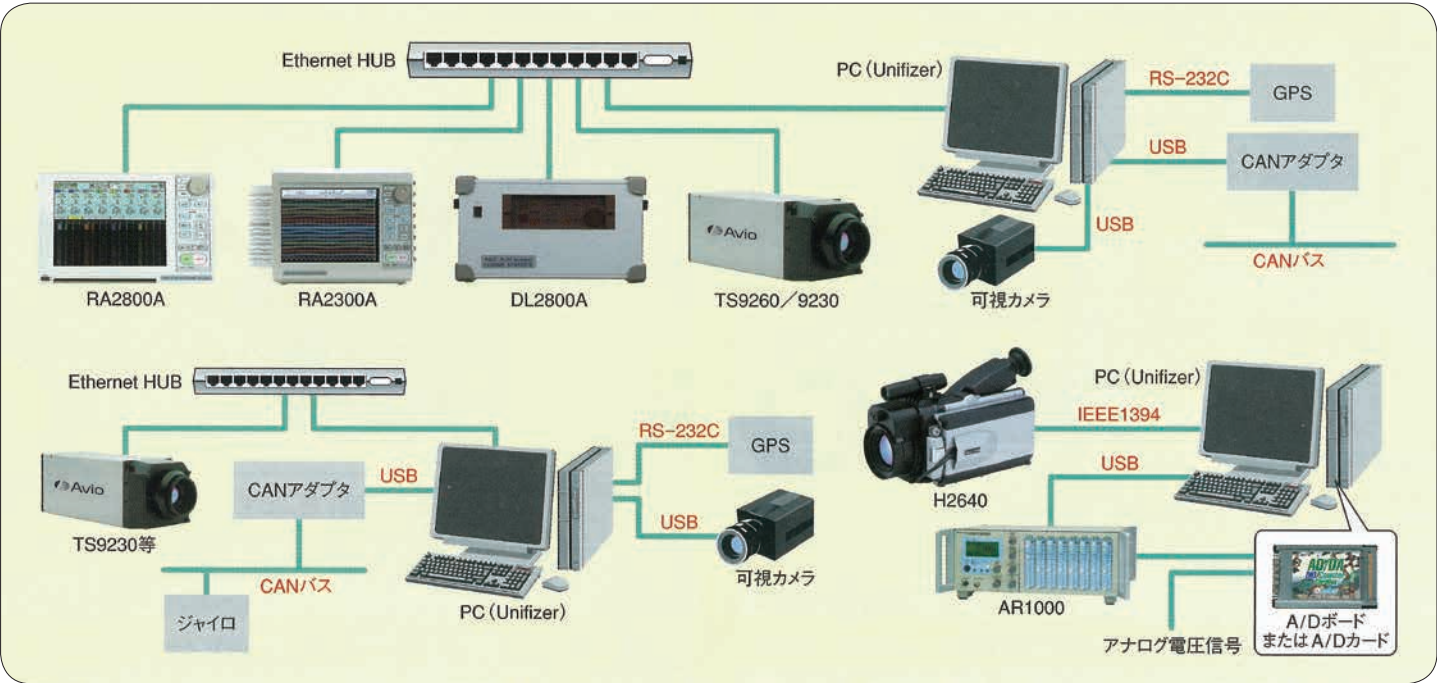 Ethernet HUB
PC（Unifizer）
RS-232C
GPS
USB
CANアダプタ
USB
CANバス
Avio
RA2800A
RA2300A
DL2800A
TS9260／9230
可視カメラ
Ethernet HUB
PC（Unifizer）
IEEE1394
RS-232C
GPS
CANアダプタ
USB
USB
Avio
USB
H2640
TS9230等
CANバス
可視カメラ
ジャイロ
PC（Unifizer）
AR1000
AD/DA
A/Dボード
またはA/Dカード
アナログ電圧信号